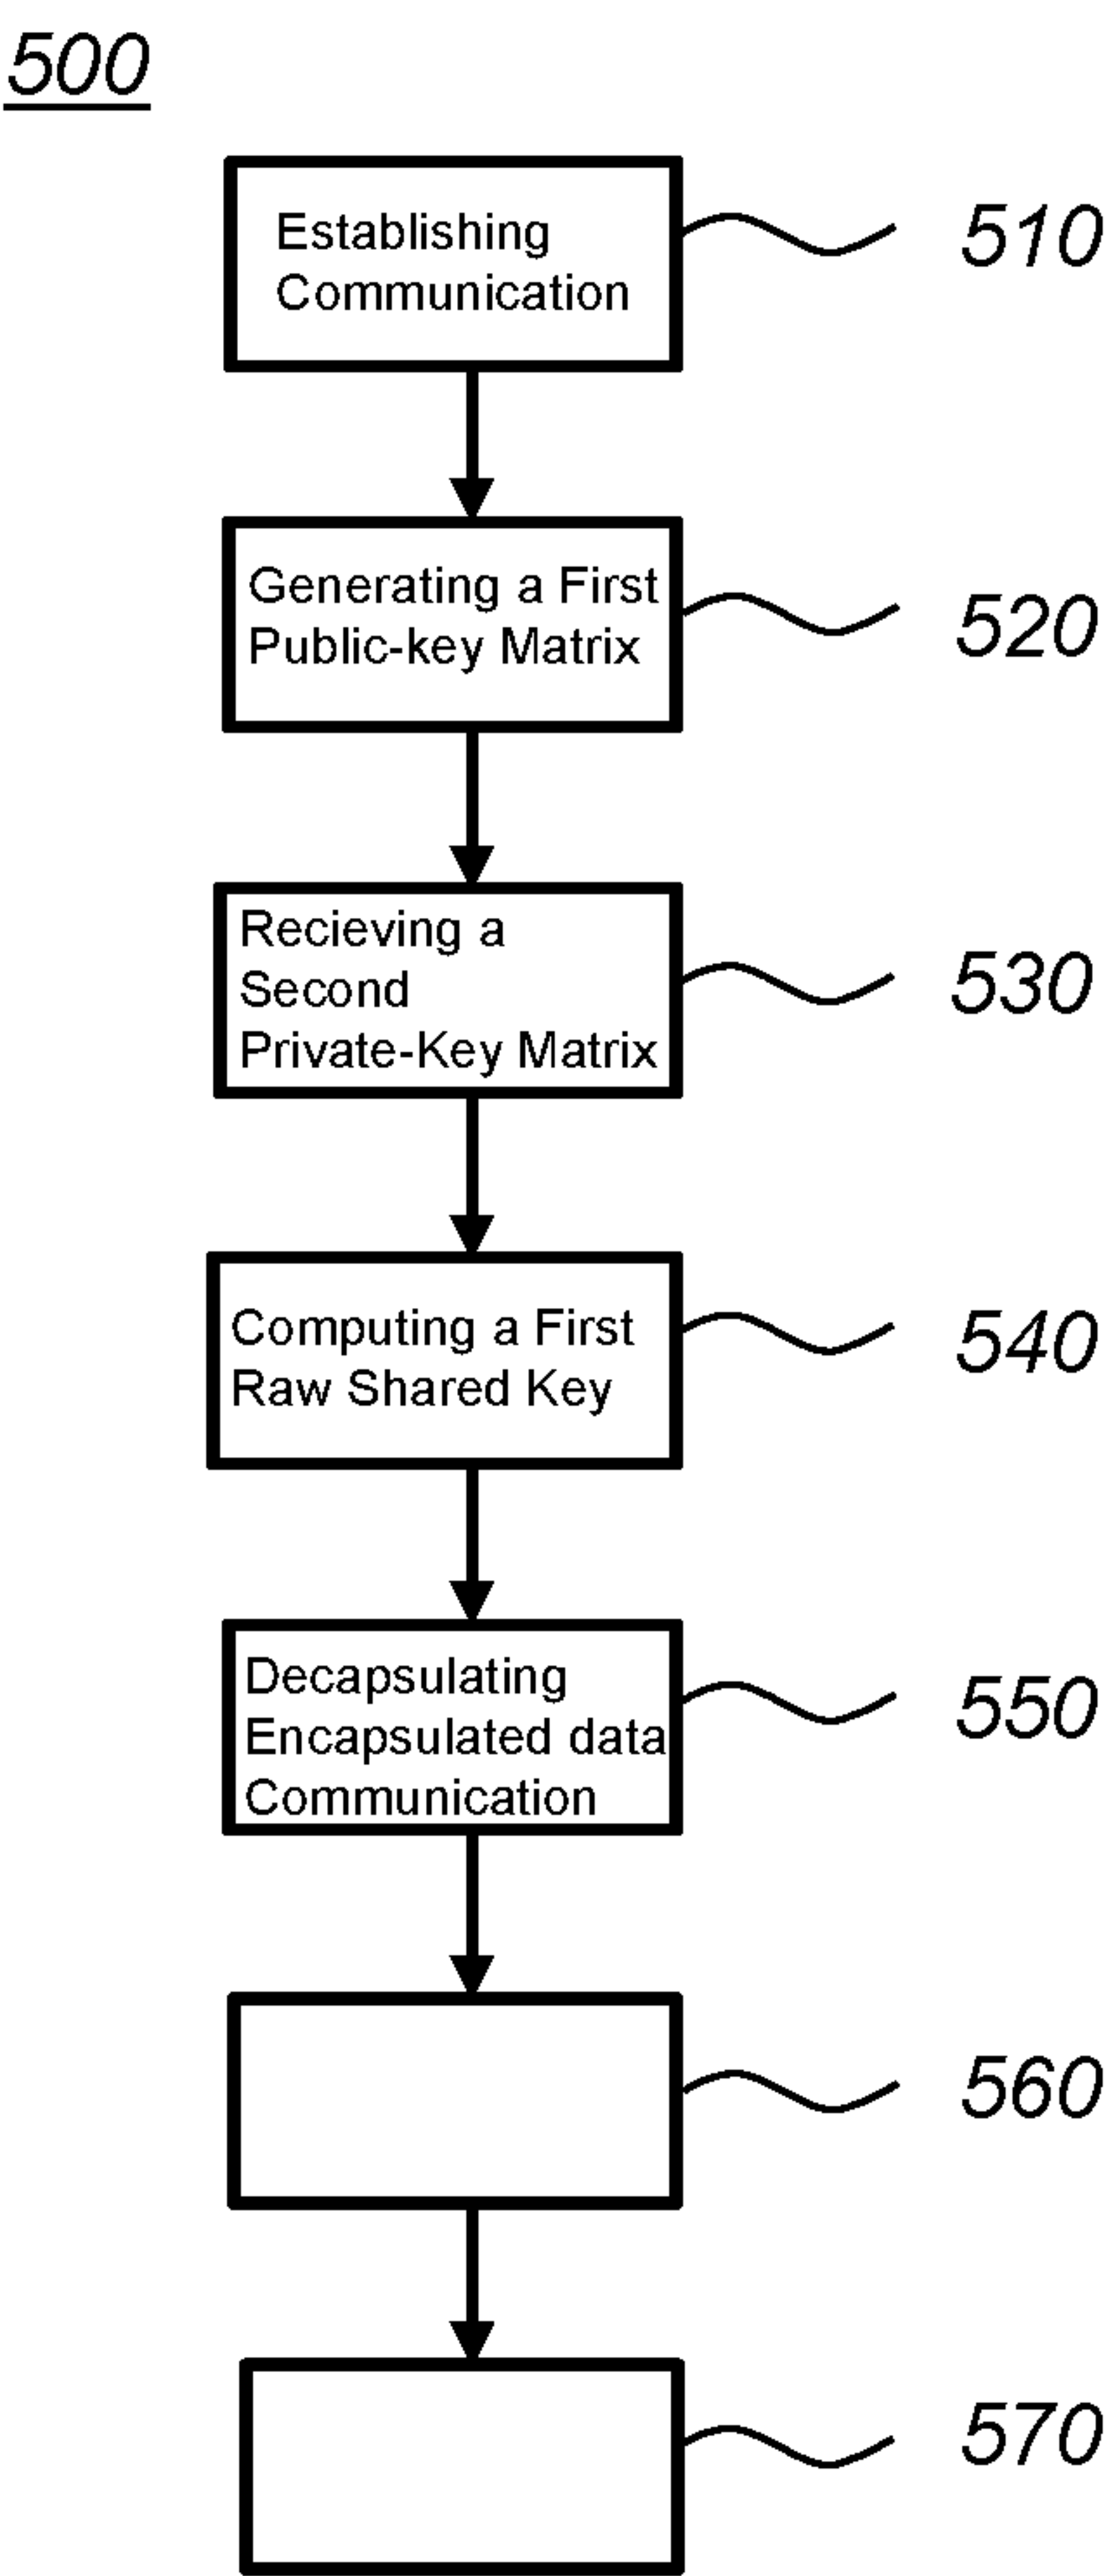 500
Establishing
Communication
510
Generating a First
Public-key Matrix
520
Recieving a
Second
Private-Key Matrix
530
Computing a First
Raw Shared Key
540
Decapsulating
Encapsulated data
Communication
550
560
570